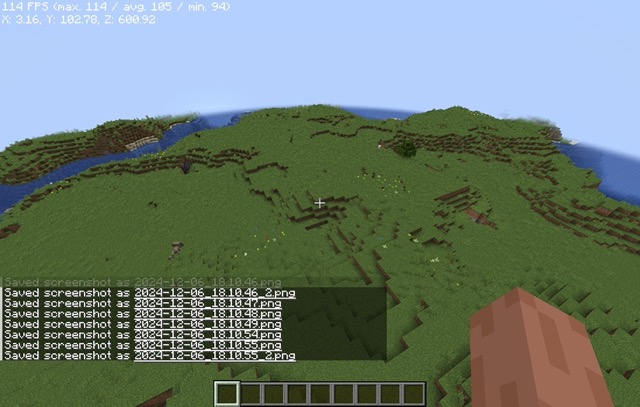 114 FPS (max. 114 / avg. 105 / min. 94)
X: 3.16, Y: 102.78, Z: 600.92
Saved screenshot as 2024-12-06_18.10.46.png
Saved screenshot as 2024-12-06_18.10.46_2.png
Saved screenshot as 2024-12-06_18.10.47.png
Saved screenshot as 2024-12-06_18.10.48.png
Saved screenshot as 2024-12-06_18.10.49.png
Saved screenshot as 2024-12-06_18.10.54.png
Saved screenshot as 2024-12-06_18.10.55.png
Saved screenshot as 2024-12-06_18.10.55_2.png